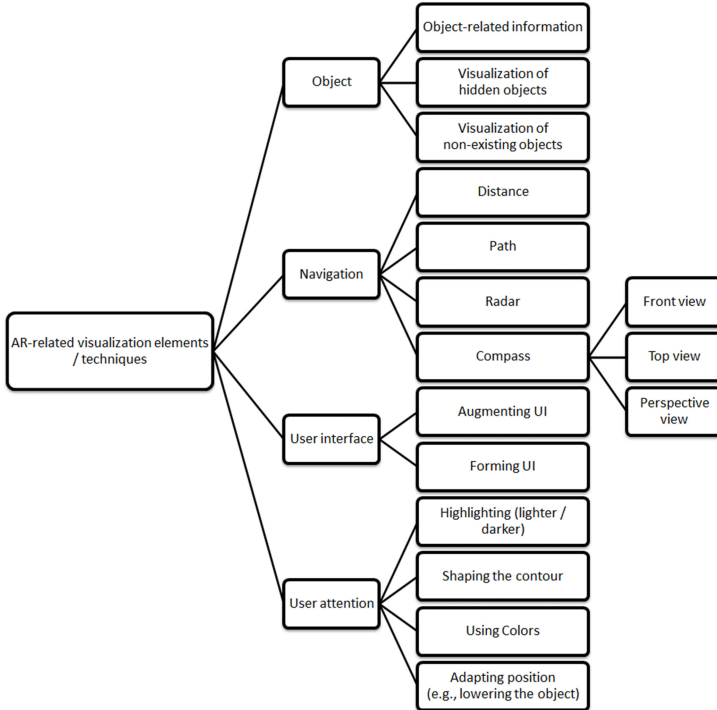 AR-related visualization elements
/ techniques
Object
Object-related information
Visualization of
hidden objects
Visualization of
non-existing objects
Navigation
Distance
Path
Radar
Compass
Front view
Top view
Perspective
view
User interface
Augmenting UI
Forming UI
User attention
Highlighting (lighter /
darker)
Shaping the contour
Using Colors
Adapting position
(e.g., lowering the object)